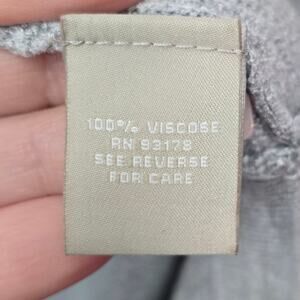 100% VISCOSE
RN 93178
SEE REVERSE
FOR CARE